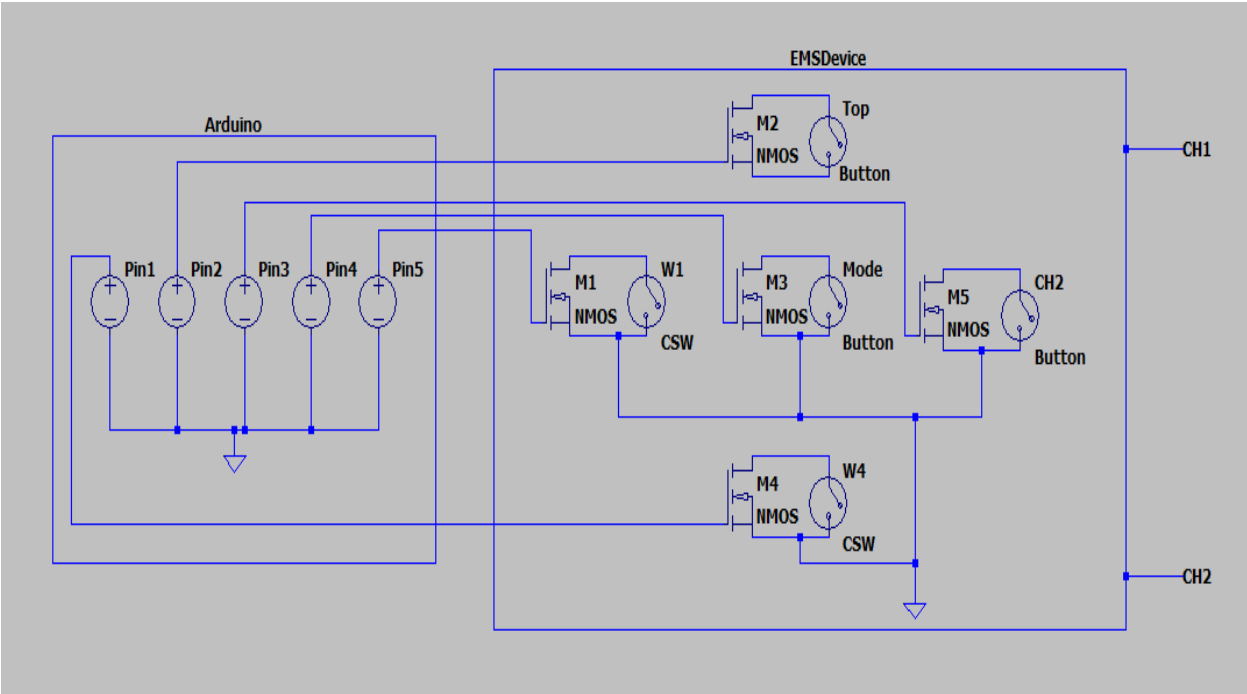 EMSDevice
Arduino
Top
M2
NMOS
Button
CH1
Pin1
Pin2
Pin3
Pin4
Pin5
M1
W1
NMOS
CSW
M3
Mode
NMOS
Button
M5
CH2
NMOS
Button
M4
W4
NMOS
CSW
CH2